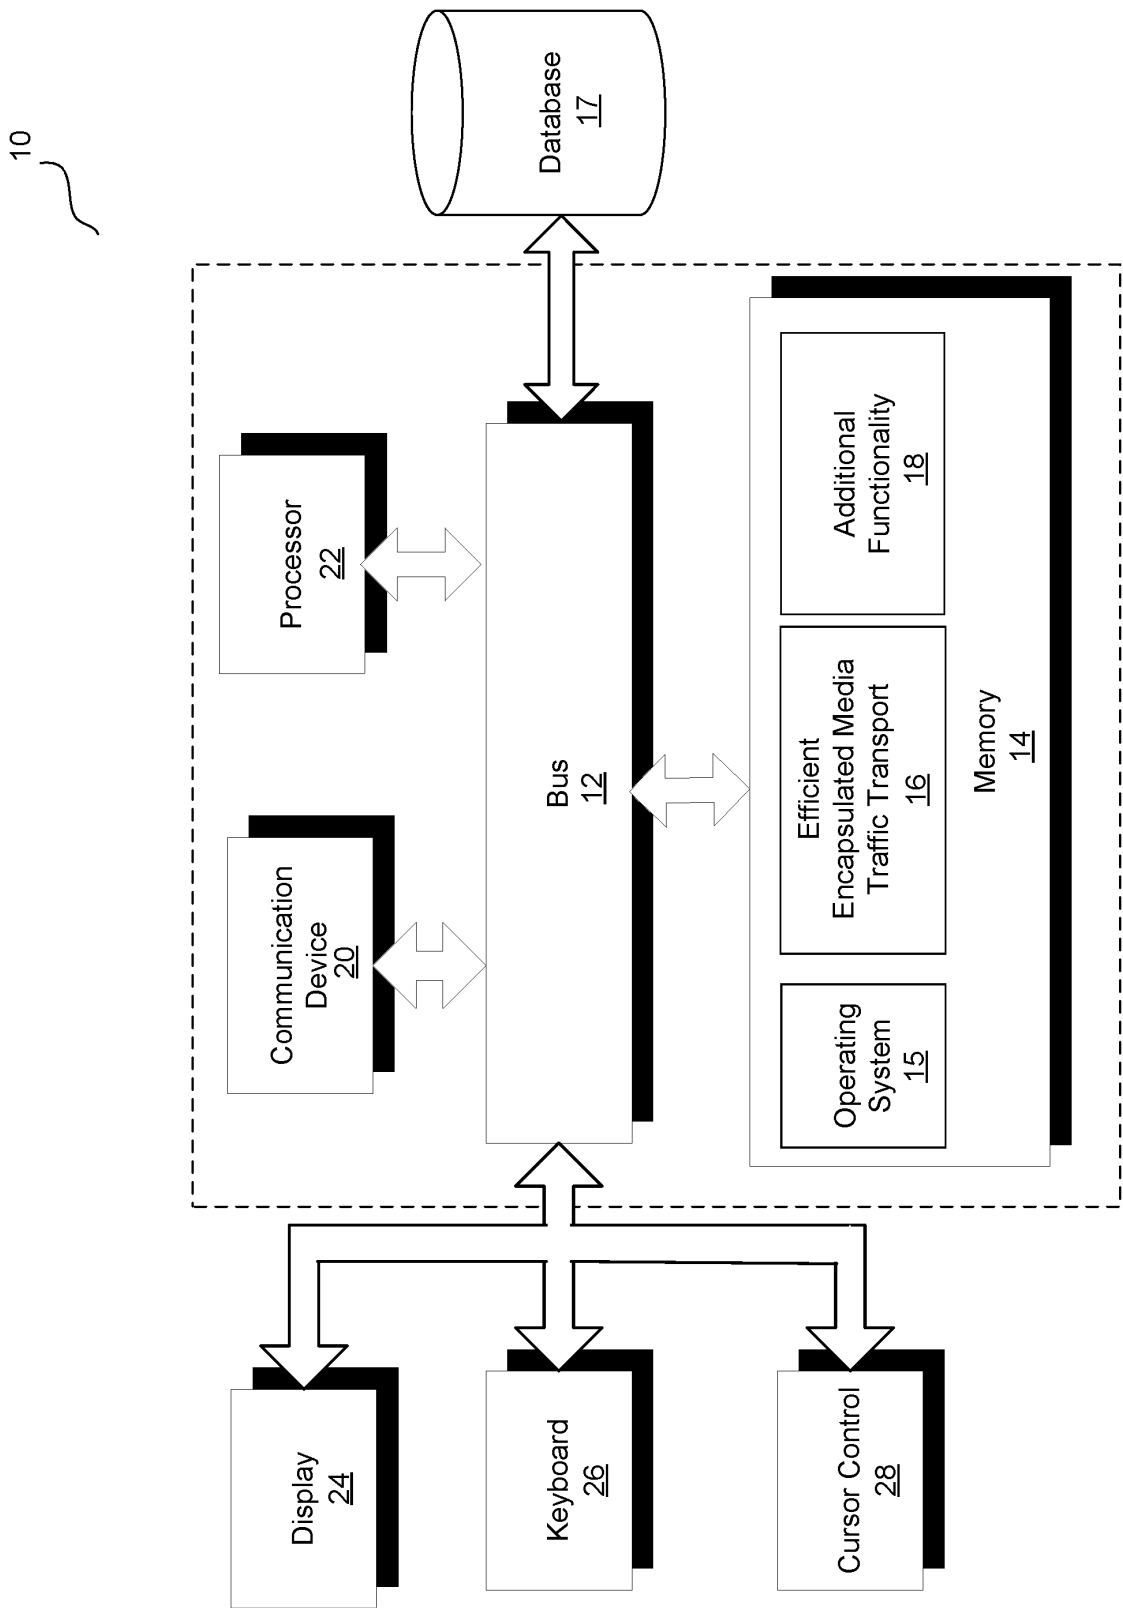 10
Display
24
Communication
Device
20
Processor
22
Keyboard
26
Bus
12
Database
17
Cursor Control
28
Operating
System
15
Efficient
Encapsulated Media
Traffic Transport
16
Additional
Functionality
18
Memory
14